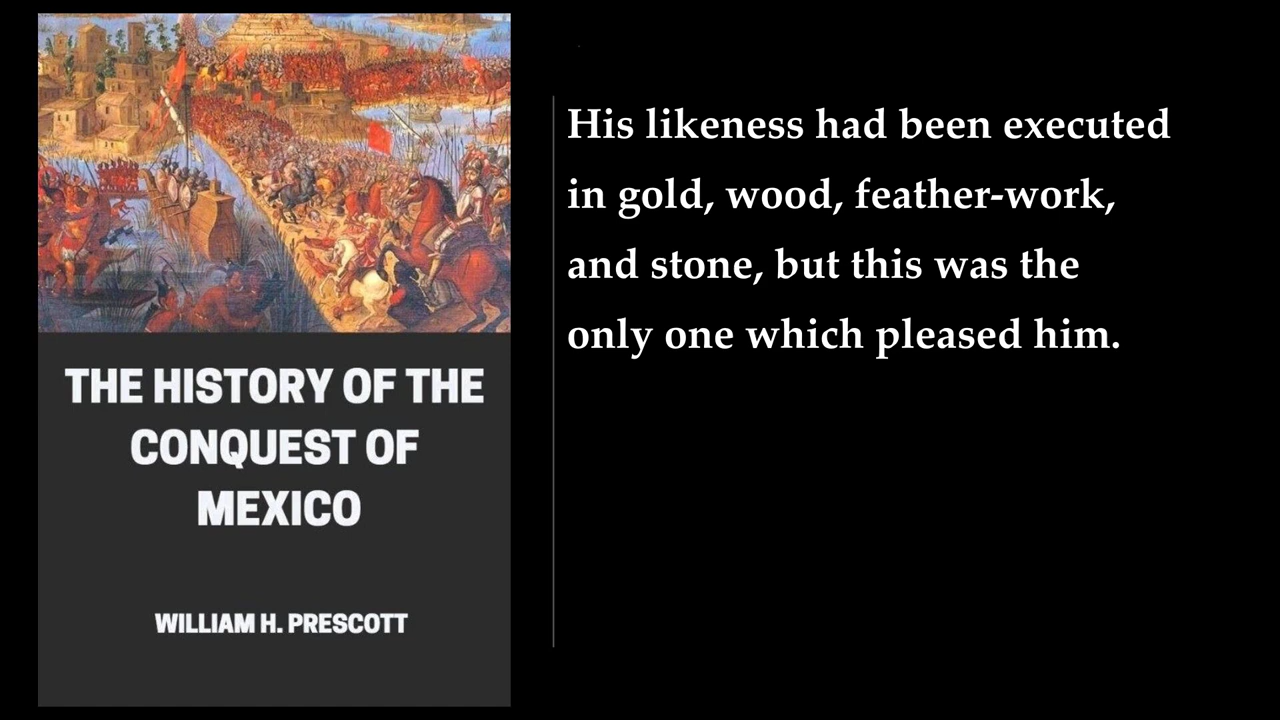 THE HISTORY OF THE
CONQUEST OF
MEXICO
WILLIAM H. PRESCOTT
His likeness had been executed
in gold, wood, feather-work,
and stone, but this was the
only one which pleased him.